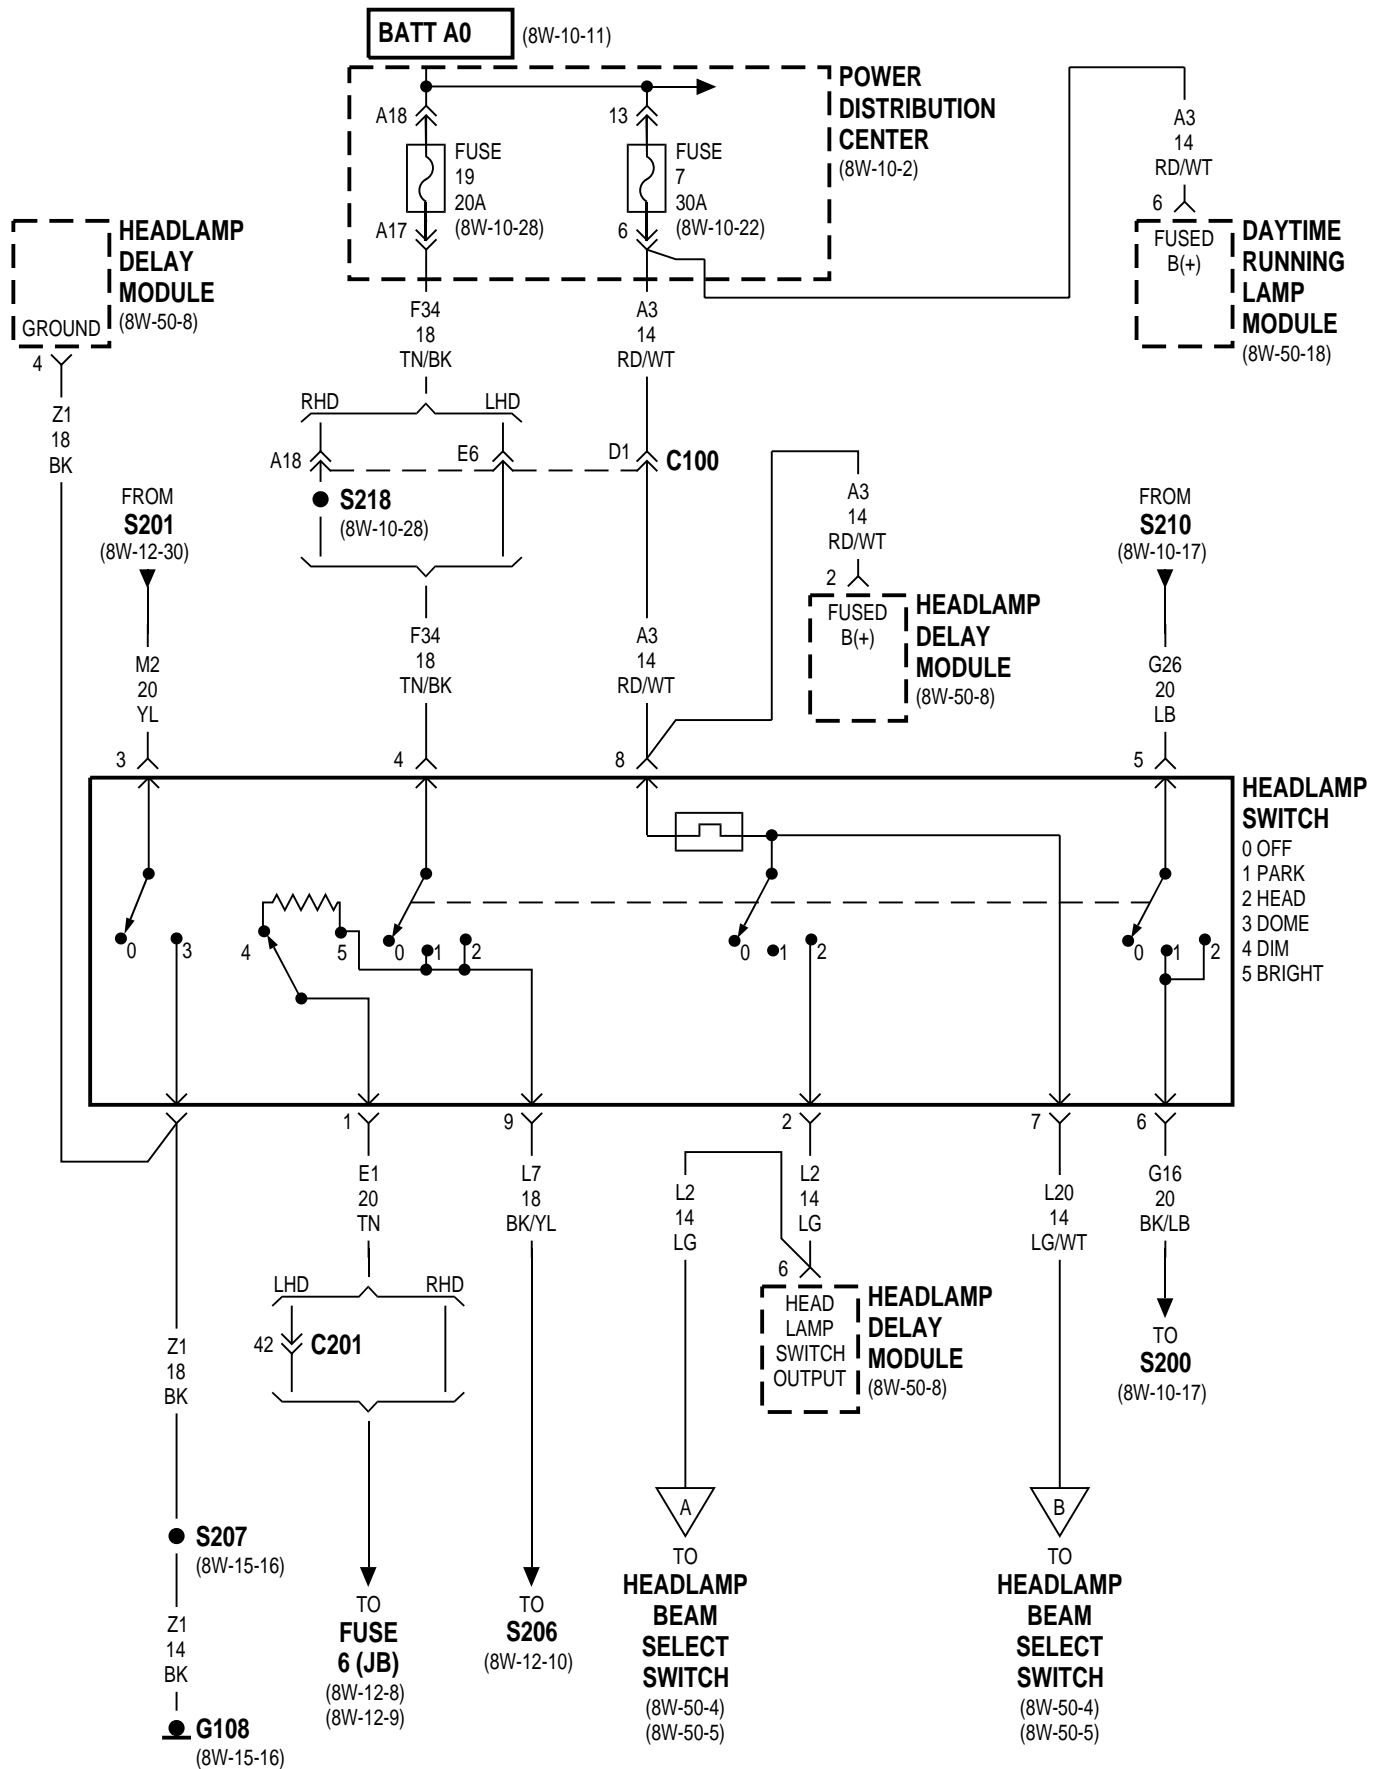 BATT A0 (8W-10-11)
POWER
DISTRIBUTION
CENTER
(8W-10-2)
A18
FUSE
19
20A
(8W-10-28)
A17
13
FUSE
7
30A
(8W-10-22)
6
A3
14
RD/WT
6
FUSED
B(+)
DAYTIME
RUNNING
LAMP
MODULE
(8W-50-18)
HEADLAMP
DELAY
MODULE
(8W-50-8)
GROUND
4
Z1
18
BK
F34
18
TN/BK
A3
14
RD/WT
RHD
LHD
A18
E6
D1
C100
S218
(8W-10-28)
A3
14
RD/WT
2
FUSED
B(+)
HEADLAMP
DELAY
MODULE
(8W-50-8)
FROM
S201
(8W-12-30)
FROM
S210
(8W-10-17)
M2
20
YL
F34
18
TN/BK
A3
14
RD/WT
G26
20
LB
3
4
8
5
HEADLAMP
SWITCH
0 OFF
1 PARK
2 HEAD
3 DOME
4 DIM
5 BRIGHT
0
3
4
5
0
1
2
0
1
2
0
1
2
1
9
2
7
6
E1
20
TN
L7
18
BK/YL
L2
14
LG
L2
14
LG
L20
14
LG/WT
G16
20
BK/LB
6
HEAD
LAMP
SWITCH
OUTPUT
HEADLAMP
DELAY
MODULE
(8W-50-8)
LHD
RHD
42
C201
TO
S200
(8W-10-17)
Z1
18
BK
S207
(8W-15-16)
Z1
14
BK
G108
(8W-15-16)
TO
FUSE
6 (JB)
(8W-12-8)
(8W-12-9)
TO
S206
(8W-12-10)
A
TO
HEADLAMP
BEAM
SELECT
SWITCH
(8W-50-4)
(8W-50-5)
B
TO
HEADLAMP
BEAM
SELECT
SWITCH
(8W-50-4)
(8W-50-5)